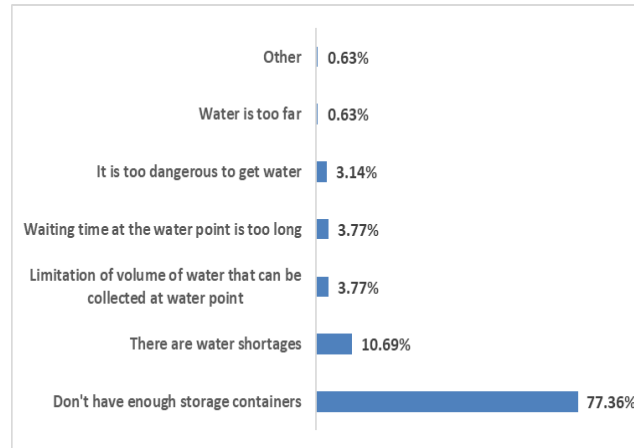 Other 0.63%
Water is too far 0.63%
It is too dangerous to get water 3.14%
Waiting time at the water point is too long 3.77%
Limitation of volume of water that can be
collected at water point 3.77%
There are water shortages 10.69%
Don't have enough storage containers 77.36%